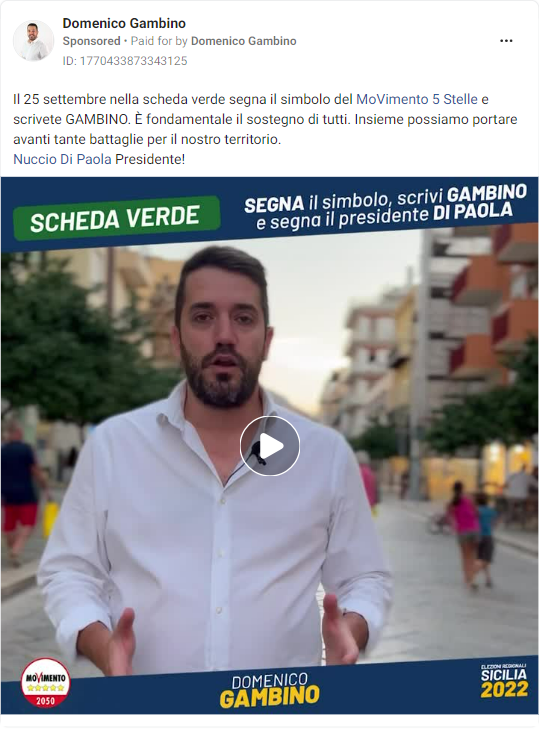 Domenico Gambino
Sponsored • Paid for by Domenico Gambino
ID: 1770433873343125
Il 25 settembre nella scheda verde segna il simbolo del MoVimento 5 Stelle e
scrivete GAMBINO. È fondamentale il sostegno di tutti. Insieme possiamo portare
avanti tante battaglie per il nostro territorio.
Nuccio Di Paola Presidente!
SCHEDA VERDE
SEGNA il simbolo, scrivi GAMBINO
e segna il presidente DI PAOLA
MOVIMENTO
2050
DOMENICO
GAMBINO
ELEZIONI REGIONALI
SICILIA
2022